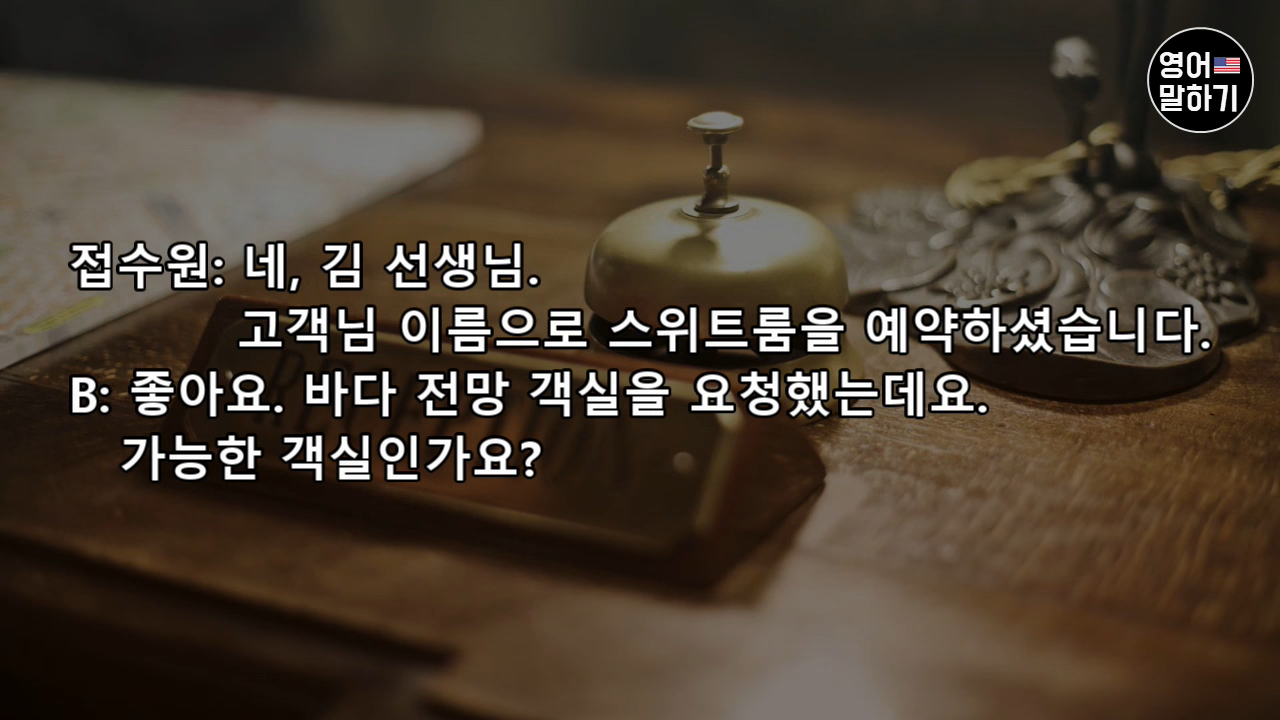 영어
말하기
접수원: 네, 김 선생님.
고객님 이름으로 스위트룸을 예약하셨습니다.
B: 좋아요. 바다 전망 객실을 요청했는데요.
가능한 객실인가요?